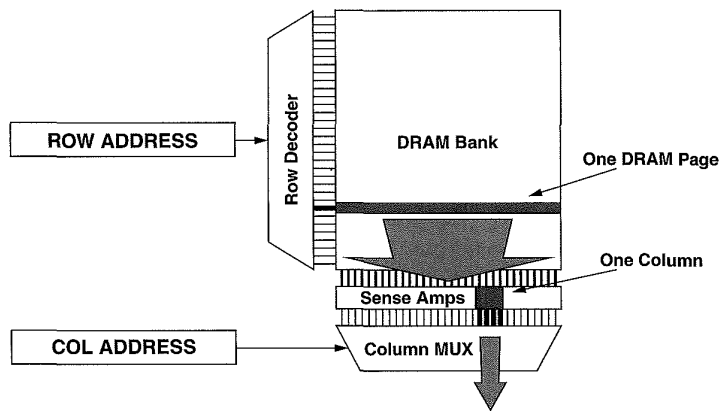 ROW ADDRESS
Row Decoder
DRAM Bank
One DRAM Page
One Column
Sense Amps
COL ADDRESS
Column MUX